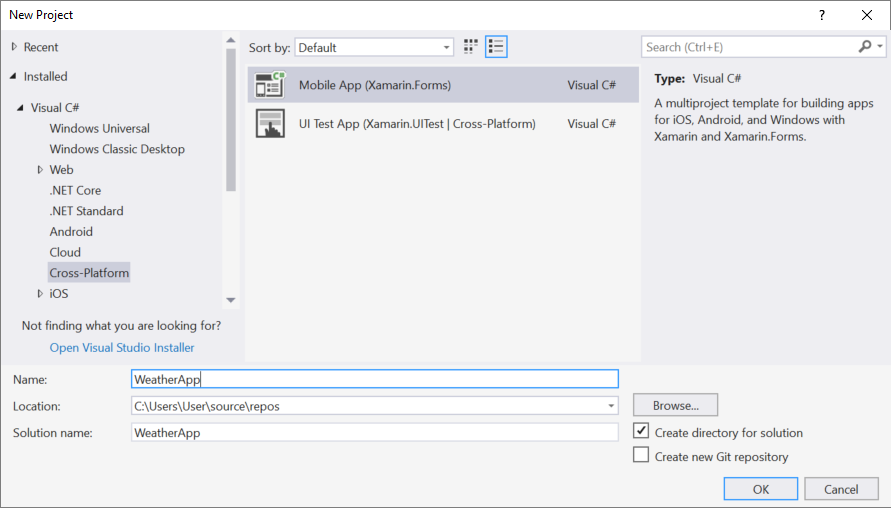 New Project
?
Recent
Installed
Visual C#
Windows Universal
Windows Classic Desktop
Web
.NET Core
.NET Standard
Android
Cloud
Cross-Platform
iOS
Not finding what you are looking for?
Open Visual Studio Installer
Sort by: Default
Mobile App (Xamarin.Forms) Visual C#
UI Test App (Xamarin.UITest | Cross-Platform) Visual C#
Search (Ctrl+E)
Type: Visual C#
A multiproject template for building apps
for iOS, Android, and Windows with
Xamarin and Xamarin.Forms.
Name: WeatherApp
Location: C:\Users\User\source\repos
Browse...
Solution name: WeatherApp
Create directory for solution
Create new Git repository
OK Cancel